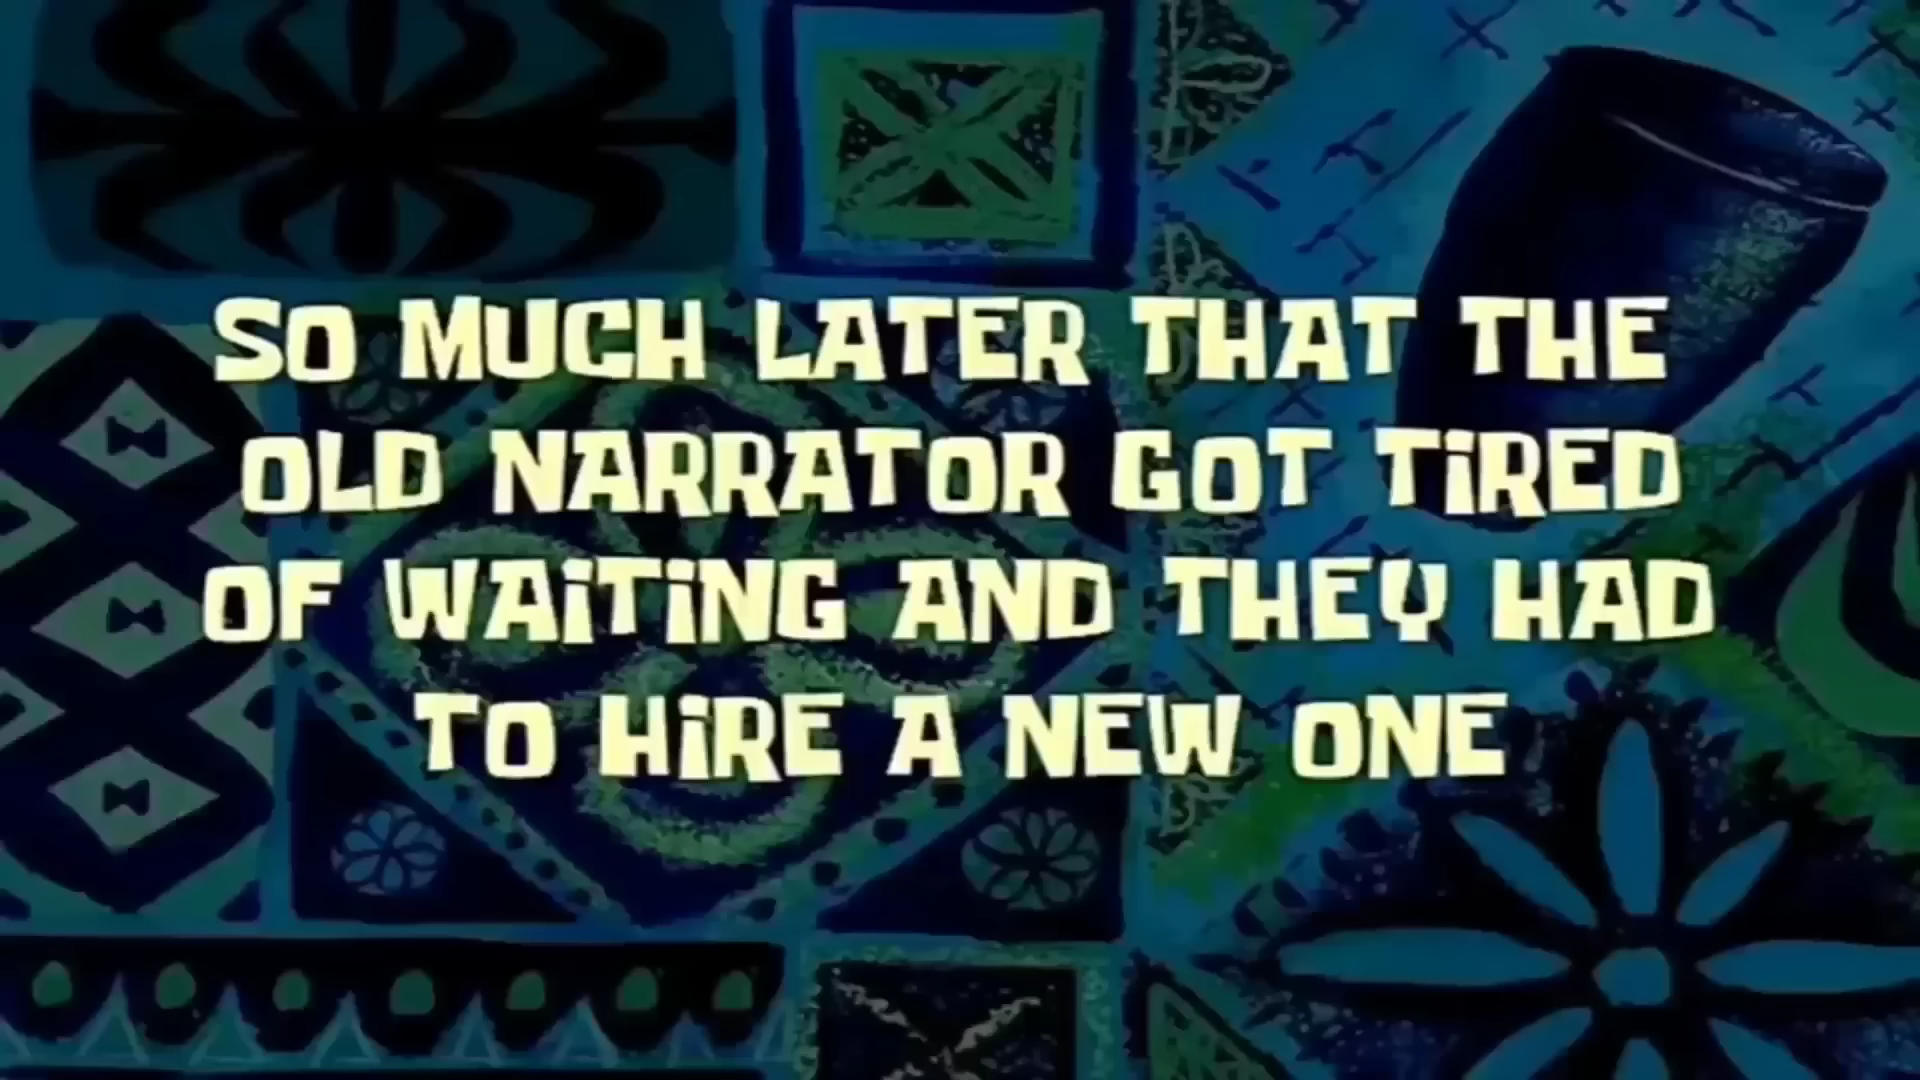 SO MUCH LATER THAT THE
OLD NARRATOR GOT TiRED
OF WAiTiNG AND THEY HAD
TO HiRE A NEW ONE